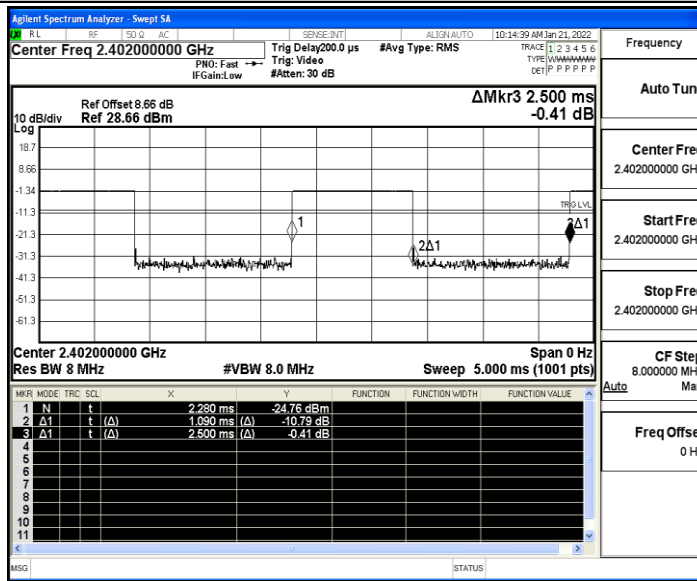 Agilent Spectrum Analyzer - Swept SA
RL RF 50 Ω AC SENSE:INT ALIGN AUTO 10:14:39 AM Jan 21, 2022
Center Freq 2.402000000 GHz
PNO: Fast
IFGain:Low
Trig Delay200.0 µs
Trig: Video
#Atten: 30 dB
#Avg Type: RMS
TRACE 1 2 3 4 5 6
TYPE WWWWWW
DET P P P P P P
Ref Offset 8.66 dB
10 dB/div Ref 28.66 dBm
Log
ΔMkr3 2.500 ms
-0.41 dB
18.7
8.66
-1.34
-11.3
-21.3
-31.3
-41.3
-51.3
-61.3
TRIG LVL
1
2Δ1
3Δ1
Center 2.402000000 GHz Span 0 Hz
Res BW 8 MHz #VBW 8.0 MHz Sweep 5.000 ms (1001 pts)
MKR MODE TRC SCL X Y FUNCTION FUNCTION WIDTH FUNCTION VALUE
1 N t 2.280 ms -24.76 dBm
2 Δ1 t (Δ) 1.090 ms (Δ) -10.79 dB
3 Δ1 t (Δ) 2.500 ms (Δ) -0.41 dB
4
5
6
7
8
9
10
11
MSG STATUS
Frequency
Auto Tun
Center Fre
2.402000000 GH
Start Fre
2.402000000 GH
Stop Fre
2.402000000 GH
CF Ste
8.000000 MH
Auto Ma
Freq Offse
0 H